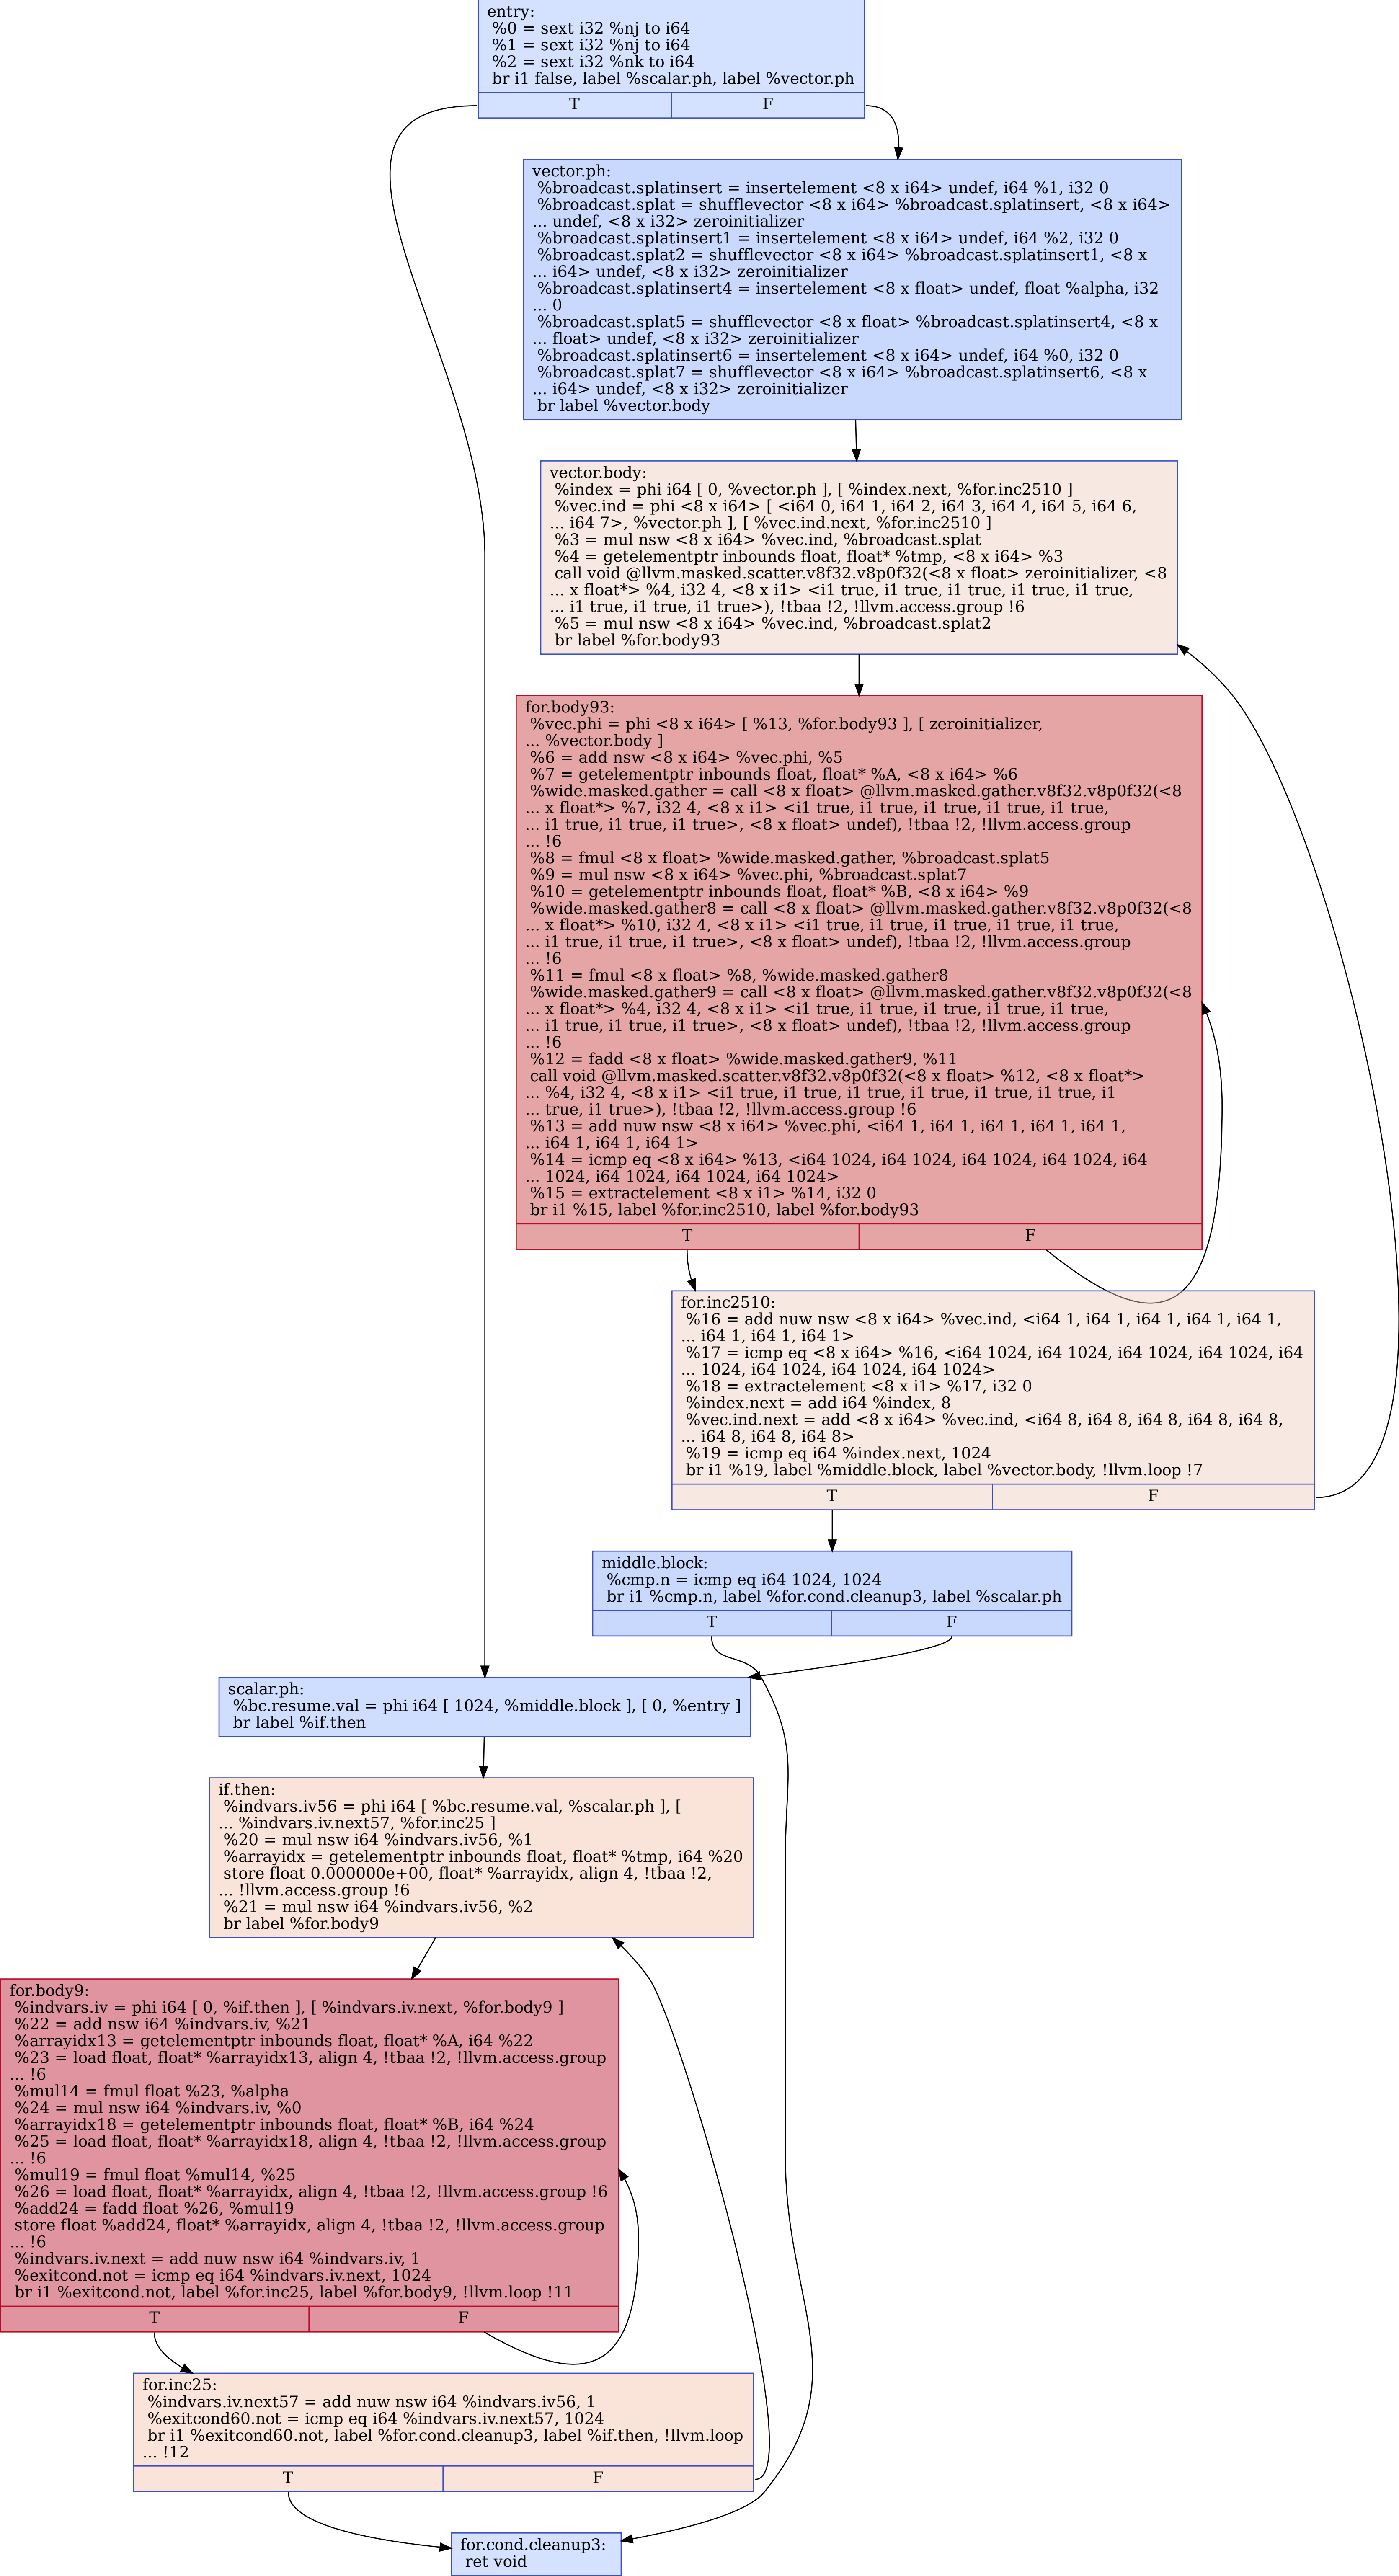 entry:
%0 = sext i32 %nj to i64
%1 = sext i32 %nj to i64
%2 = sext i32 %nk to i64
br i1 false, label %scalar.ph, label %vector.ph
T F
vector.ph:
%broadcast.splatinsert = insertelement <8 x i64> undef, i64 %1, i32 0
%broadcast.splat = shufflevector <8 x i64> %broadcast.splatinsert, <8 x i64>
... undef, <8 x i32> zeroinitializer
%broadcast.splatinsert1 = insertelement <8 x i64> undef, i64 %2, i32 0
%broadcast.splat2 = shufflevector <8 x i64> %broadcast.splatinsert1, <8 x
... i64> undef, <8 x i32> zeroinitializer
%broadcast.splatinsert4 = insertelement <8 x float> undef, float %alpha, i32
... 0
%broadcast.splat5 = shufflevector <8 x float> %broadcast.splatinsert4, <8 x
... float> undef, <8 x i32> zeroinitializer
%broadcast.splatinsert6 = insertelement <8 x i64> undef, i64 %0, i32 0
%broadcast.splat7 = shufflevector <8 x i64> %broadcast.splatinsert6, <8 x
... i64> undef, <8 x i32> zeroinitializer
br label %vector.body
vector.body:
%index = phi i64 [ 0, %vector.ph ], [ %index.next, %for.inc2510 ]
%vec.ind = phi <8 x i64> [ <i64 0, i64 1, i64 2, i64 3, i64 4, i64 5, i64 6,
... i64 7>, %vector.ph ], [ %vec.ind.next, %for.inc2510 ]
%3 = mul nsw <8 x i64> %vec.ind, %broadcast.splat
%4 = getelementptr inbounds float, float* %tmp, <8 x i64> %3
call void @llvm.masked.scatter.v8f32.v8p0f32(<8 x float> zeroinitializer, <8
... x float*> %4, i32 4, <8 x i1> <i1 true, i1 true, i1 true, i1 true, i1 true,
... i1 true, i1 true, i1 true>), !tbaa !2, !llvm.access.group !6
%5 = mul nsw <8 x i64> %vec.ind, %broadcast.splat2
br label %for.body93
for.body93:
%vec.phi = phi <8 x i64> [ %13, %for.body93 ], [ zeroinitializer,
... %vector.body ]
%6 = add nsw <8 x i64> %vec.phi, %5
%7 = getelementptr inbounds float, float* %A, <8 x i64> %6
%wide.masked.gather = call <8 x float> @llvm.masked.gather.v8f32.v8p0f32(<8
... x float*> %7, i32 4, <8 x i1> <i1 true, i1 true, i1 true, i1 true, i1 true,
... i1 true, i1 true, i1 true>, <8 x float> undef), !tbaa !2, !llvm.access.group
... !6
%8 = fmul <8 x float> %wide.masked.gather, %broadcast.splat5
%9 = mul nsw <8 x i64> %vec.phi, %broadcast.splat7
%10 = getelementptr inbounds float, float* %B, <8 x i64> %9
%wide.masked.gather8 = call <8 x float> @llvm.masked.gather.v8f32.v8p0f32(<8
... x float*> %10, i32 4, <8 x i1> <i1 true, i1 true, i1 true, i1 true, i1 true,
... i1 true, i1 true, i1 true>, <8 x float> undef), !tbaa !2, !llvm.access.group
... !6
%11 = fmul <8 x float> %8, %wide.masked.gather8
%wide.masked.gather9 = call <8 x float> @llvm.masked.gather.v8f32.v8p0f32(<8
... x float*> %4, i32 4, <8 x i1> <i1 true, i1 true, i1 true, i1 true, i1 true,
... i1 true, i1 true, i1 true>, <8 x float> undef), !tbaa !2, !llvm.access.group
... !6
%12 = fadd <8 x float> %wide.masked.gather9, %11
call void @llvm.masked.scatter.v8f32.v8p0f32(<8 x float> %12, <8 x float*>
... %4, i32 4, <8 x i1> <i1 true, i1 true, i1 true, i1 true, i1 true, i1 true, i1
... true, i1 true>), !tbaa !2, !llvm.access.group !6
%13 = add nuw nsw <8 x i64> %vec.phi, <i64 1, i64 1, i64 1, i64 1, i64 1,
... i64 1, i64 1, i64 1>
%14 = icmp eq <8 x i64> %13, <i64 1024, i64 1024, i64 1024, i64 1024, i64
... 1024, i64 1024, i64 1024, i64 1024>
%15 = extractelement <8 x i1> %14, i32 0
br i1 %15, label %for.inc2510, label %for.body93
T F
for.inc2510:
%16 = add nuw nsw <8 x i64> %vec.ind, <i64 1, i64 1, i64 1, i64 1, i64 1,
... i64 1, i64 1, i64 1>
%17 = icmp eq <8 x i64> %16, <i64 1024, i64 1024, i64 1024, i64 1024, i64
... 1024, i64 1024, i64 1024, i64 1024>
%18 = extractelement <8 x i1> %17, i32 0
%index.next = add i64 %index, 8
%vec.ind.next = add <8 x i64> %vec.ind, <i64 8, i64 8, i64 8, i64 8, i64 8,
... i64 8, i64 8, i64 8>
%19 = icmp eq i64 %index.next, 1024
br i1 %19, label %middle.block, label %vector.body, !llvm.loop !7
T F
middle.block:
%cmp.n = icmp eq i64 1024, 1024
br i1 %cmp.n, label %for.cond.cleanup3, label %scalar.ph
T F
scalar.ph:
%bc.resume.val = phi i64 [ 1024, %middle.block ], [ 0, %entry ]
br label %if.then
if.then:
%indvars.iv56 = phi i64 [ %bc.resume.val, %scalar.ph ], [
... %indvars.iv.next57, %for.inc25 ]
%20 = mul nsw i64 %indvars.iv56, %1
%arrayidx = getelementptr inbounds float, float* %tmp, i64 %20
store float 0.000000e+00, float* %arrayidx, align 4, !tbaa !2,
... !llvm.access.group !6
%21 = mul nsw i64 %indvars.iv56, %2
br label %for.body9
for.body9:
%indvars.iv = phi i64 [ 0, %if.then ], [ %indvars.iv.next, %for.body9 ]
%22 = add nsw i64 %indvars.iv, %21
%arrayidx13 = getelementptr inbounds float, float* %A, i64 %22
%23 = load float, float* %arrayidx13, align 4, !tbaa !2, !llvm.access.group
... !6
%mul14 = fmul float %23, %alpha
%24 = mul nsw i64 %indvars.iv, %0
%arrayidx18 = getelementptr inbounds float, float* %B, i64 %24
%25 = load float, float* %arrayidx18, align 4, !tbaa !2, !llvm.access.group
... !6
%mul19 = fmul float %mul14, %25
%26 = load float, float* %arrayidx, align 4, !tbaa !2, !llvm.access.group !6
%add24 = fadd float %26, %mul19
store float %add24, float* %arrayidx, align 4, !tbaa !2, !llvm.access.group
... !6
%indvars.iv.next = add nuw nsw i64 %indvars.iv, 1
%exitcond.not = icmp eq i64 %indvars.iv.next, 1024
br i1 %exitcond.not, label %for.inc25, label %for.body9, !llvm.loop !11
T F
for.inc25:
%indvars.iv.next57 = add nuw nsw i64 %indvars.iv56, 1
%exitcond60.not = icmp eq i64 %indvars.iv.next57, 1024
br i1 %exitcond60.not, label %for.cond.cleanup3, label %if.then, !llvm.loop
... !12
T F
for.cond.cleanup3:
ret void